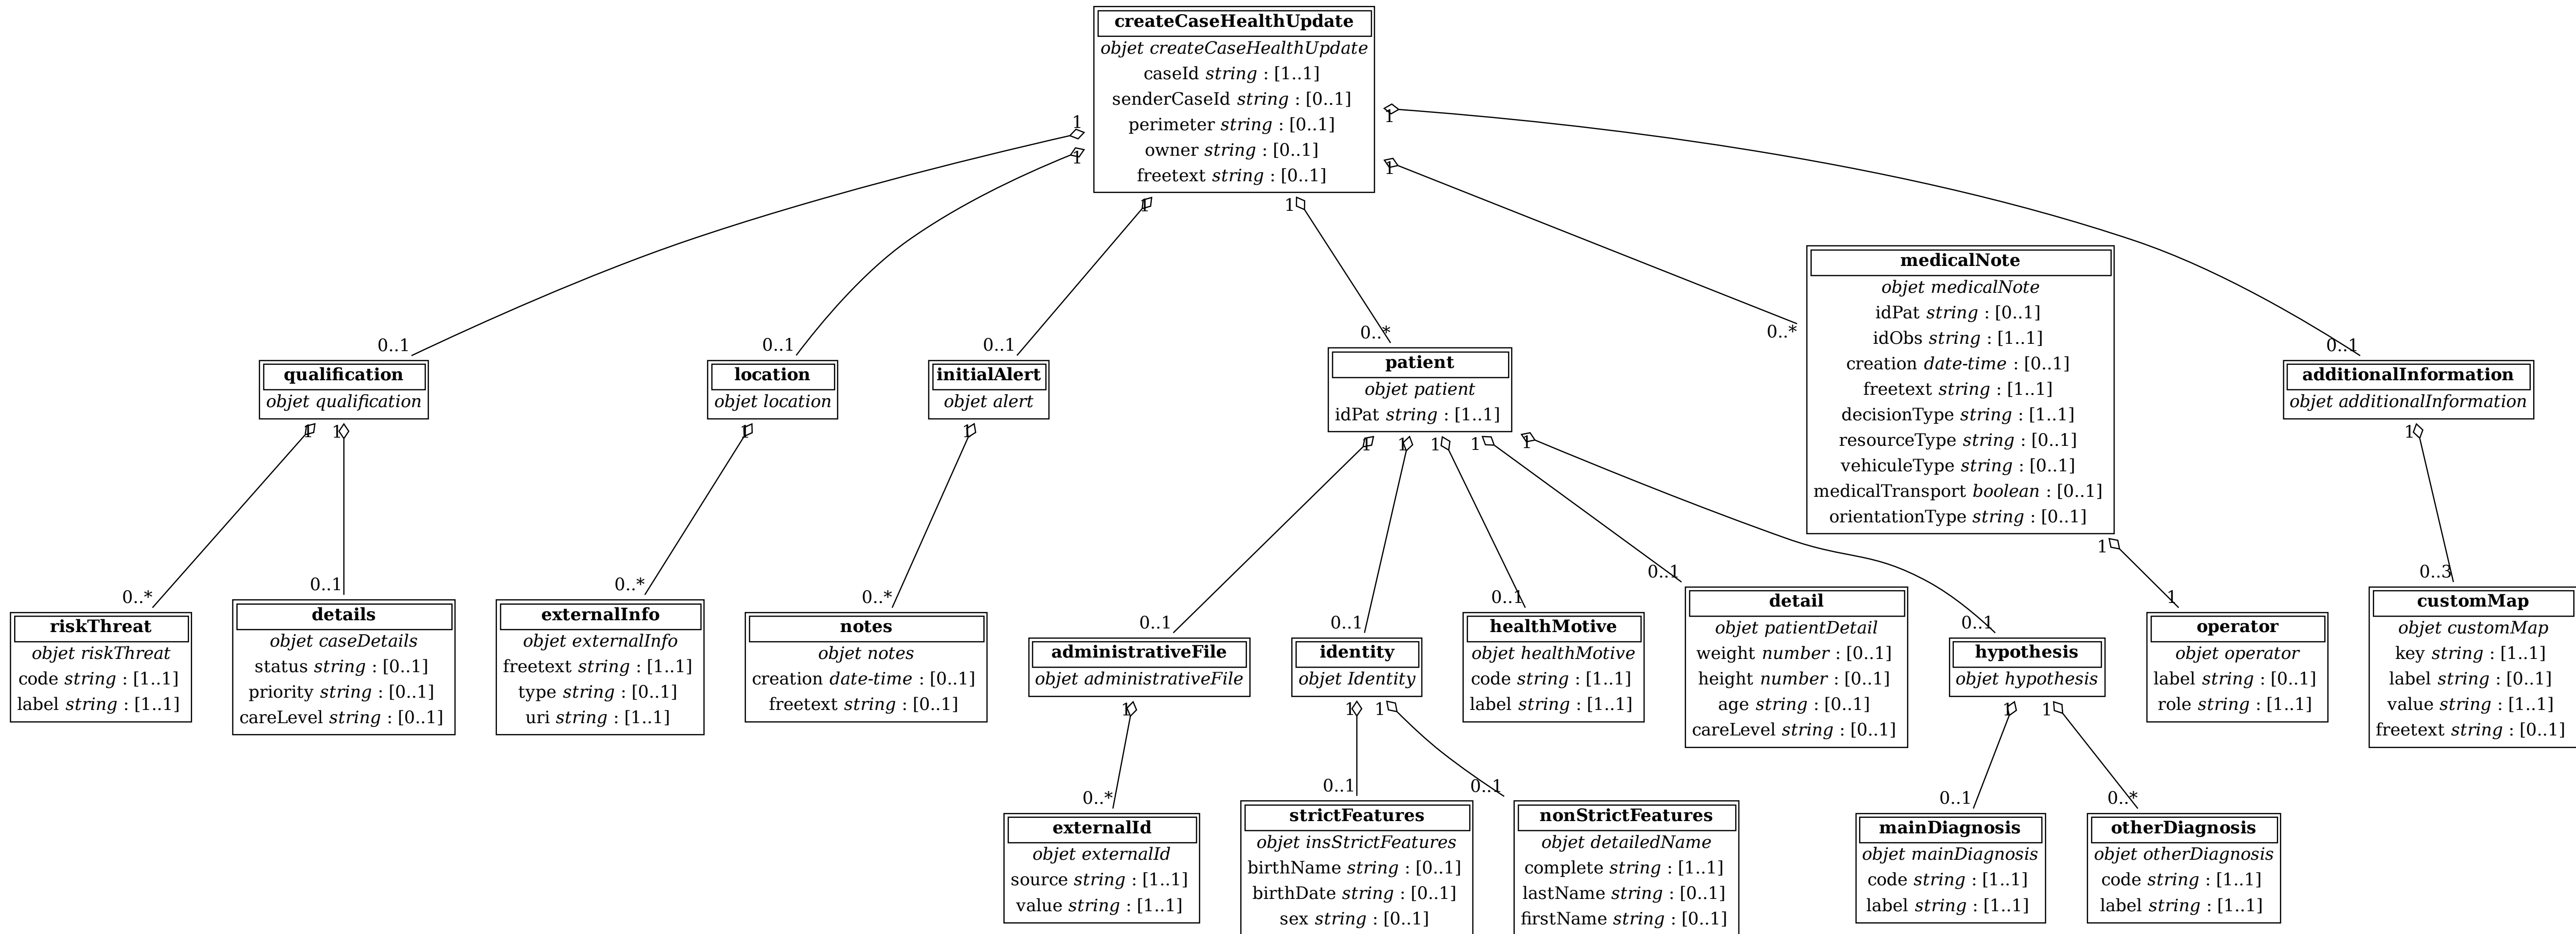 createCaseHealthUpdate
objet createCaseHealthUpdate
caseId string : [1..1]
senderCaseId string : [0..1]
perimeter string : [0..1]
owner string : [0..1]
freetext string : [0..1]
1
1
1
1
1
1
0..1
0..1
0..1
0..*
0..*
0..1
qualification
objet qualification
1
1
location
objet location
1
initialAlert
objet alert
1
patient
objet patient
idPat string : [1..1]
1
1
1
1
1
medicalNote
objet medicalNote
idPat string : [0..1]
idObs string : [1..1]
creation date-time : [0..1]
freetext string : [1..1]
decisionType string : [1..1]
resourceType string : [0..1]
vehiculeType string : [0..1]
medicalTransport boolean : [0..1]
orientationType string : [0..1]
1
additionalInformation
objet additionalInformation
1
0..*
riskThreat
objet riskThreat
code string : [1..1]
label string : [1..1]
0..1
details
objet caseDetails
status string : [0..1]
priority string : [0..1]
careLevel string : [0..1]
0..*
externalInfo
objet externalInfo
freetext string : [1..1]
type string : [0..1]
uri string : [1..1]
0..*
notes
objet notes
creation date-time : [0..1]
freetext string : [0..1]
0..1
administrativeFile
objet administrativeFile
1
0..1
identity
objet Identity
1
1
0..1
healthMotive
objet healthMotive
code string : [1..1]
label string : [1..1]
0..1
detail
objet patientDetail
weight number : [0..1]
height number : [0..1]
age string : [0..1]
careLevel string : [0..1]
0..1
hypothesis
objet hypothesis
1
1
1
operator
objet operator
label string : [0..1]
role string : [1..1]
0..3
customMap
objet customMap
key string : [1..1]
label string : [0..1]
value string : [1..1]
freetext string : [0..1]
0..*
externalId
objet externalId
source string : [1..1]
value string : [1..1]
0..1
strictFeatures
objet insStrictFeatures
birthName string : [0..1]
birthDate string : [0..1]
sex string : [0..1]
0..1
nonStrictFeatures
objet detailedName
complete string : [1..1]
lastName string : [0..1]
firstName string : [0..1]
0..1
mainDiagnosis
objet mainDiagnosis
code string : [1..1]
label string : [1..1]
0..*
otherDiagnosis
objet otherDiagnosis
code string : [1..1]
label string : [1..1]